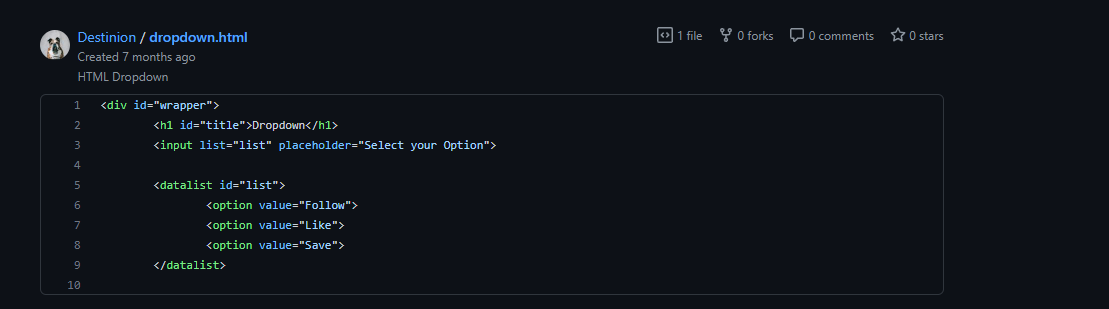 Destinion / dropdown.html
1 file 0 forks 0 comments 0 stars
Created 7 months ago
HTML Dropdown
1 <div id="wrapper">
2 <h1 id="title">Dropdown</h1>
3 <input list="list" placeholder="Select your Option">
4
5 <datalist id="list">
6 <option value="Follow">
7 <option value="Like">
8 <option value="Save">
9 </datalist>
10